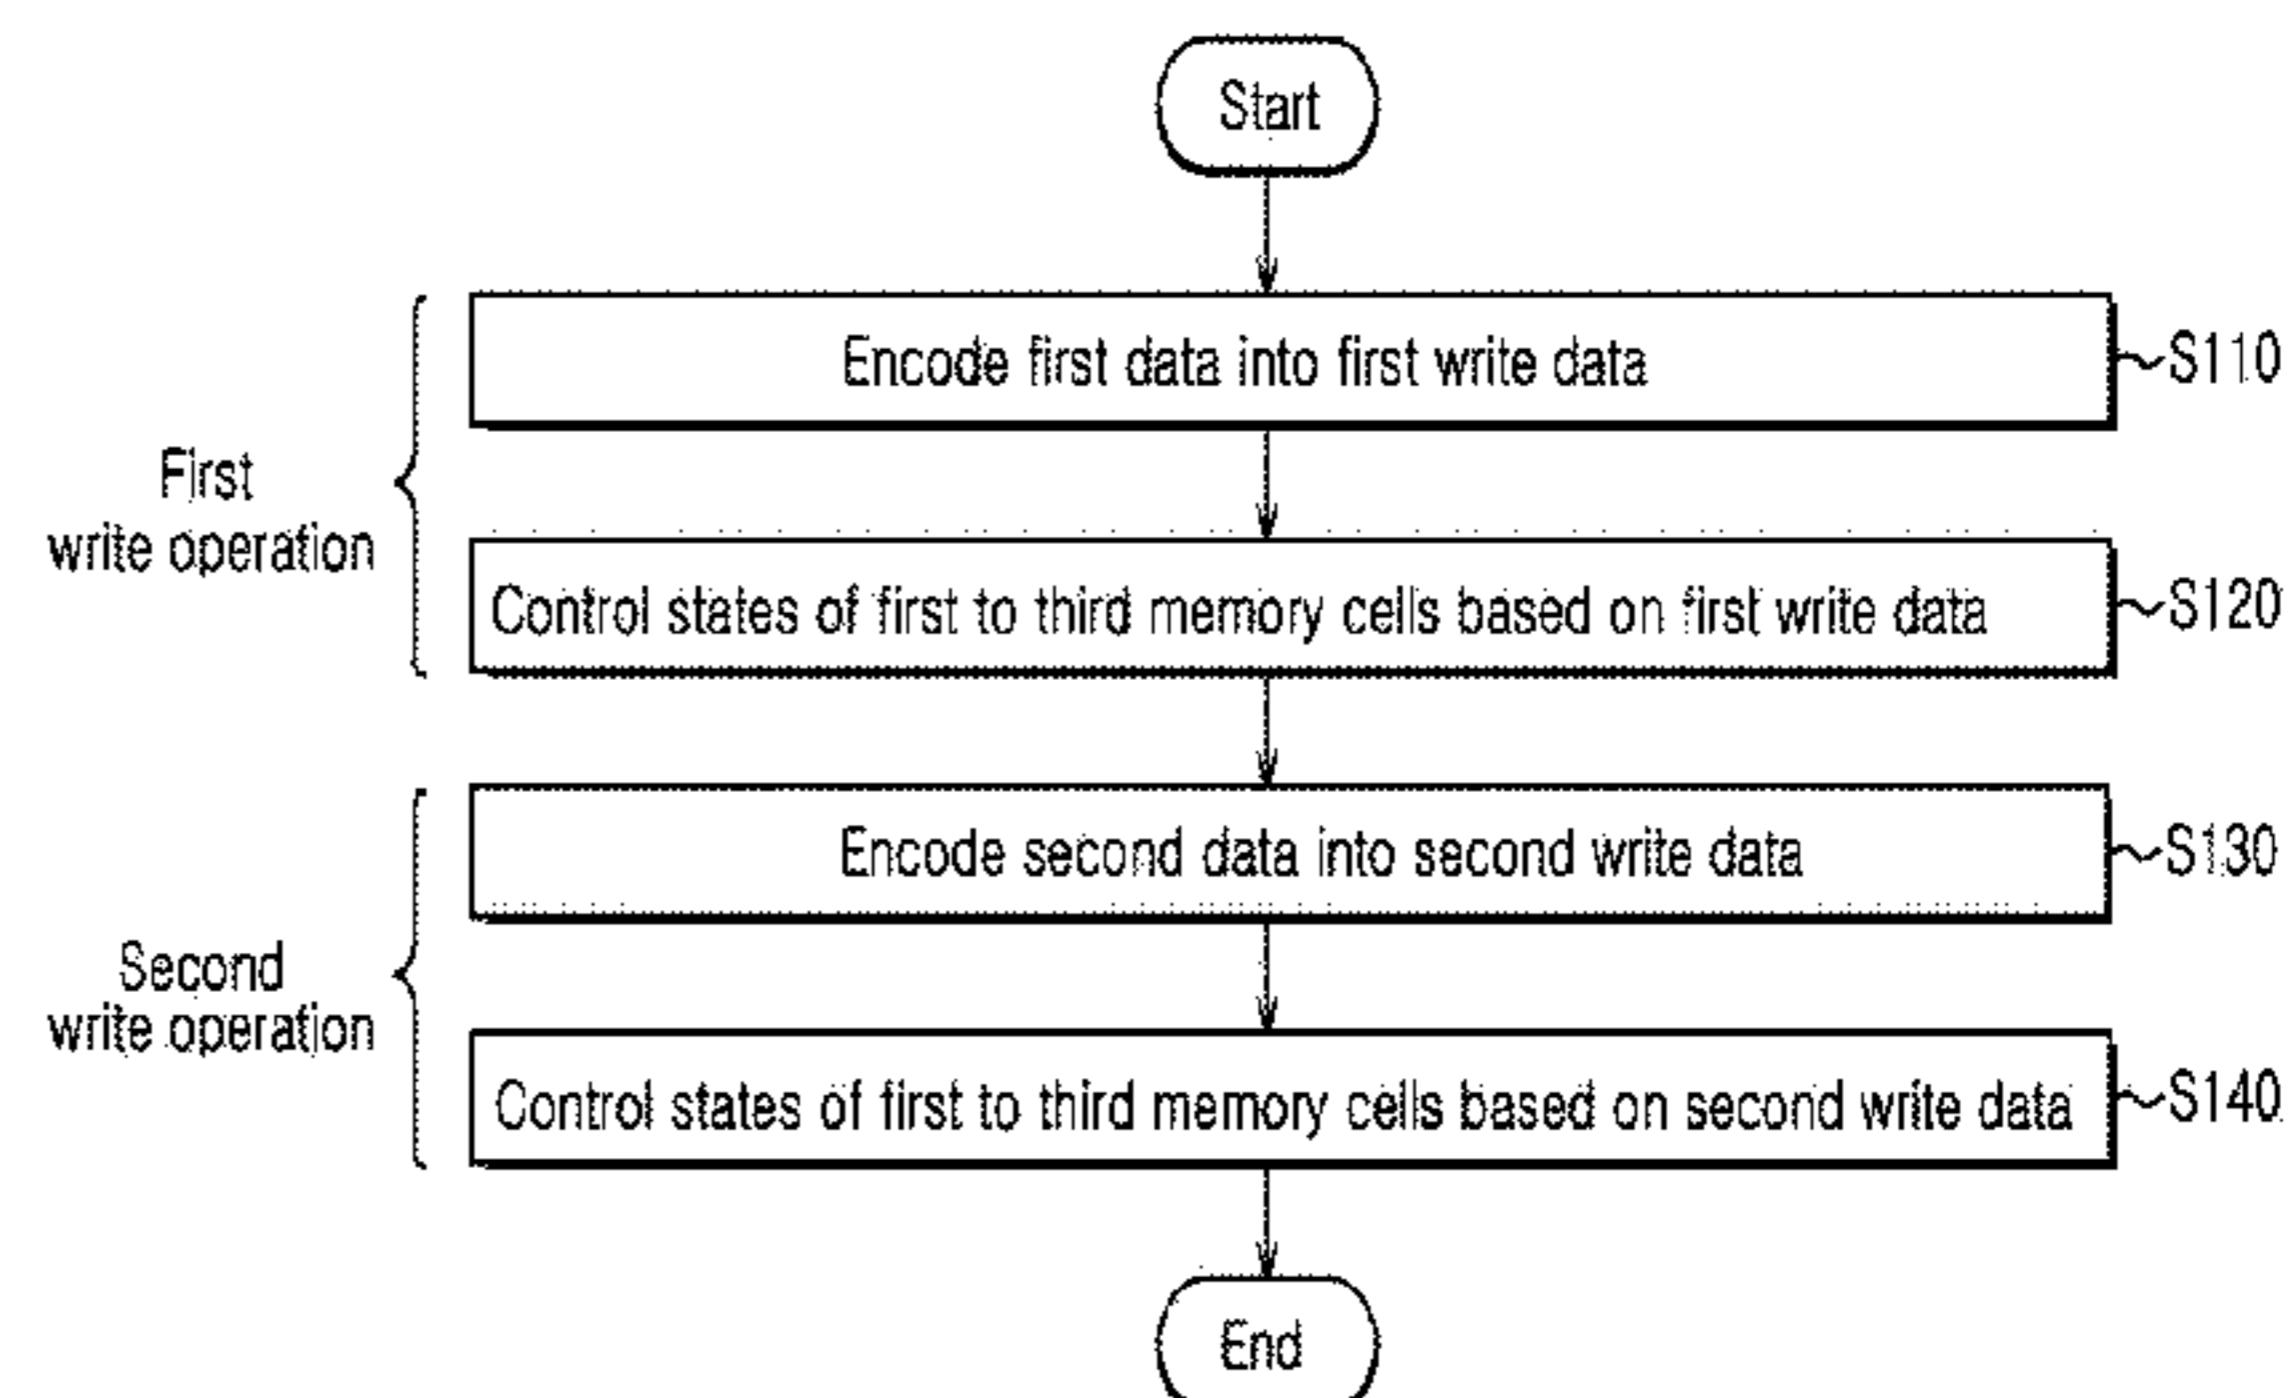 Start
Encode first data into first write data
S110
First
write operation
Control states of first to third memory cells based on first write data
S120
Encode second data into second write data
S130
Second
write operation
Control states of first to third memory cells based on second write data
S140
End